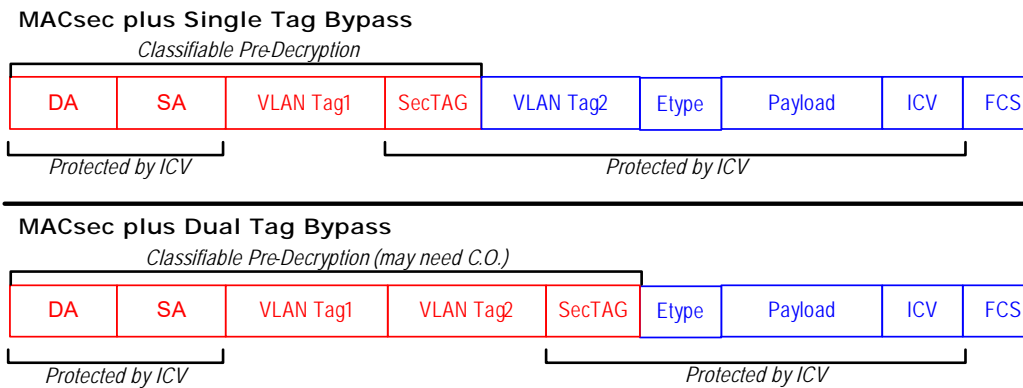 MACsec plus Single Tag Bypass
Classifiable Pre-Decryption
DA SA VLAN Tag1 SecTAG VLAN Tag2 Etype Payload ICV FCS
Protected by ICV Protected by ICV
MACsec plus Dual Tag Bypass
Classifiable Pre-Decryption (may need C.O.)
DA SA VLAN Tag1 VLAN Tag2 SecTAG Etype Payload ICV FCS
Protected by ICV Protected by ICV